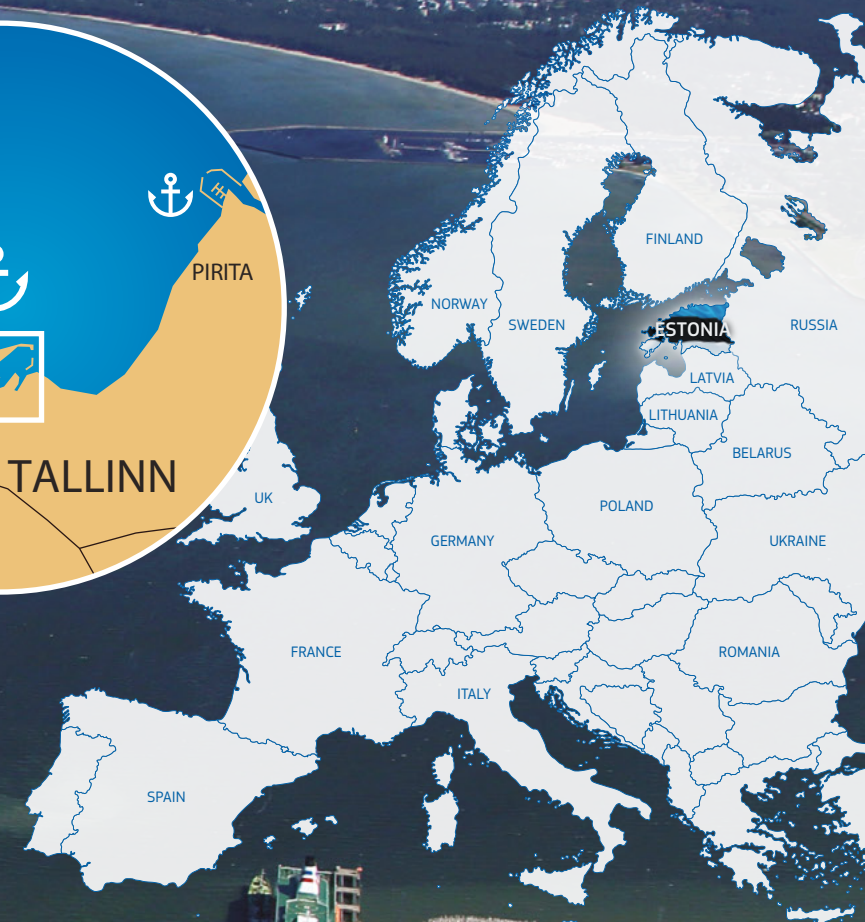 PIRITA
TALLINN
FINLAND
NORWAY
SWEDEN
ESTONIA
RUSSIA
LATVIA
LITHUANIA
BELARUS
UK
POLAND
GERMANY
UKRAINE
FRANCE
ROMANIA
ITALY
SPAIN